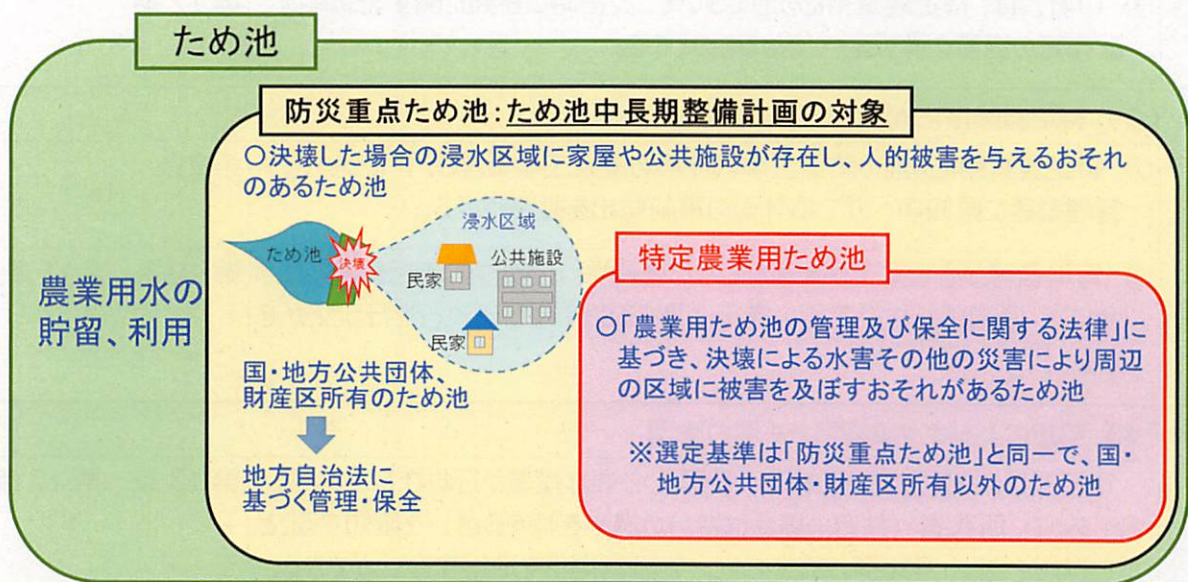 ため池
防災重点ため池：ため池中長期整備計画の対象
○決壊した場合の浸水区域に家屋や公共施設が存在し、人的被害を与えるおそれ
のあるため池
浸水区域
ため池
決壊
公共施設
民家
民家
農業用水の
貯留、利用
国・地方公共団体、
財産区所有のため池
地方自治法に
基づく管理・保全
特定農業用ため池
○「農業用ため池の管理及び保全に関する法律」に
基づき、決壊による水害その他の災害により周辺
の区域に被害を及ぼすおそれがあるため池
※選定基準は「防災重点ため池」と同一で、国・
地方公共団体・財産区所有以外のため池